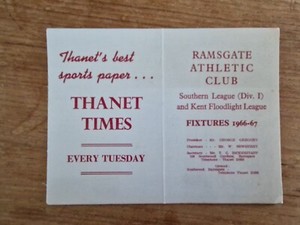 Thanet's best
sports paper . . .
THANET
TIMES
EVERY TUESDAY
RAMSGATE
ATHLETIC
CLUB
Southern League (Div. I)
and Kent Floodlight League
FIXTURES 1966-67